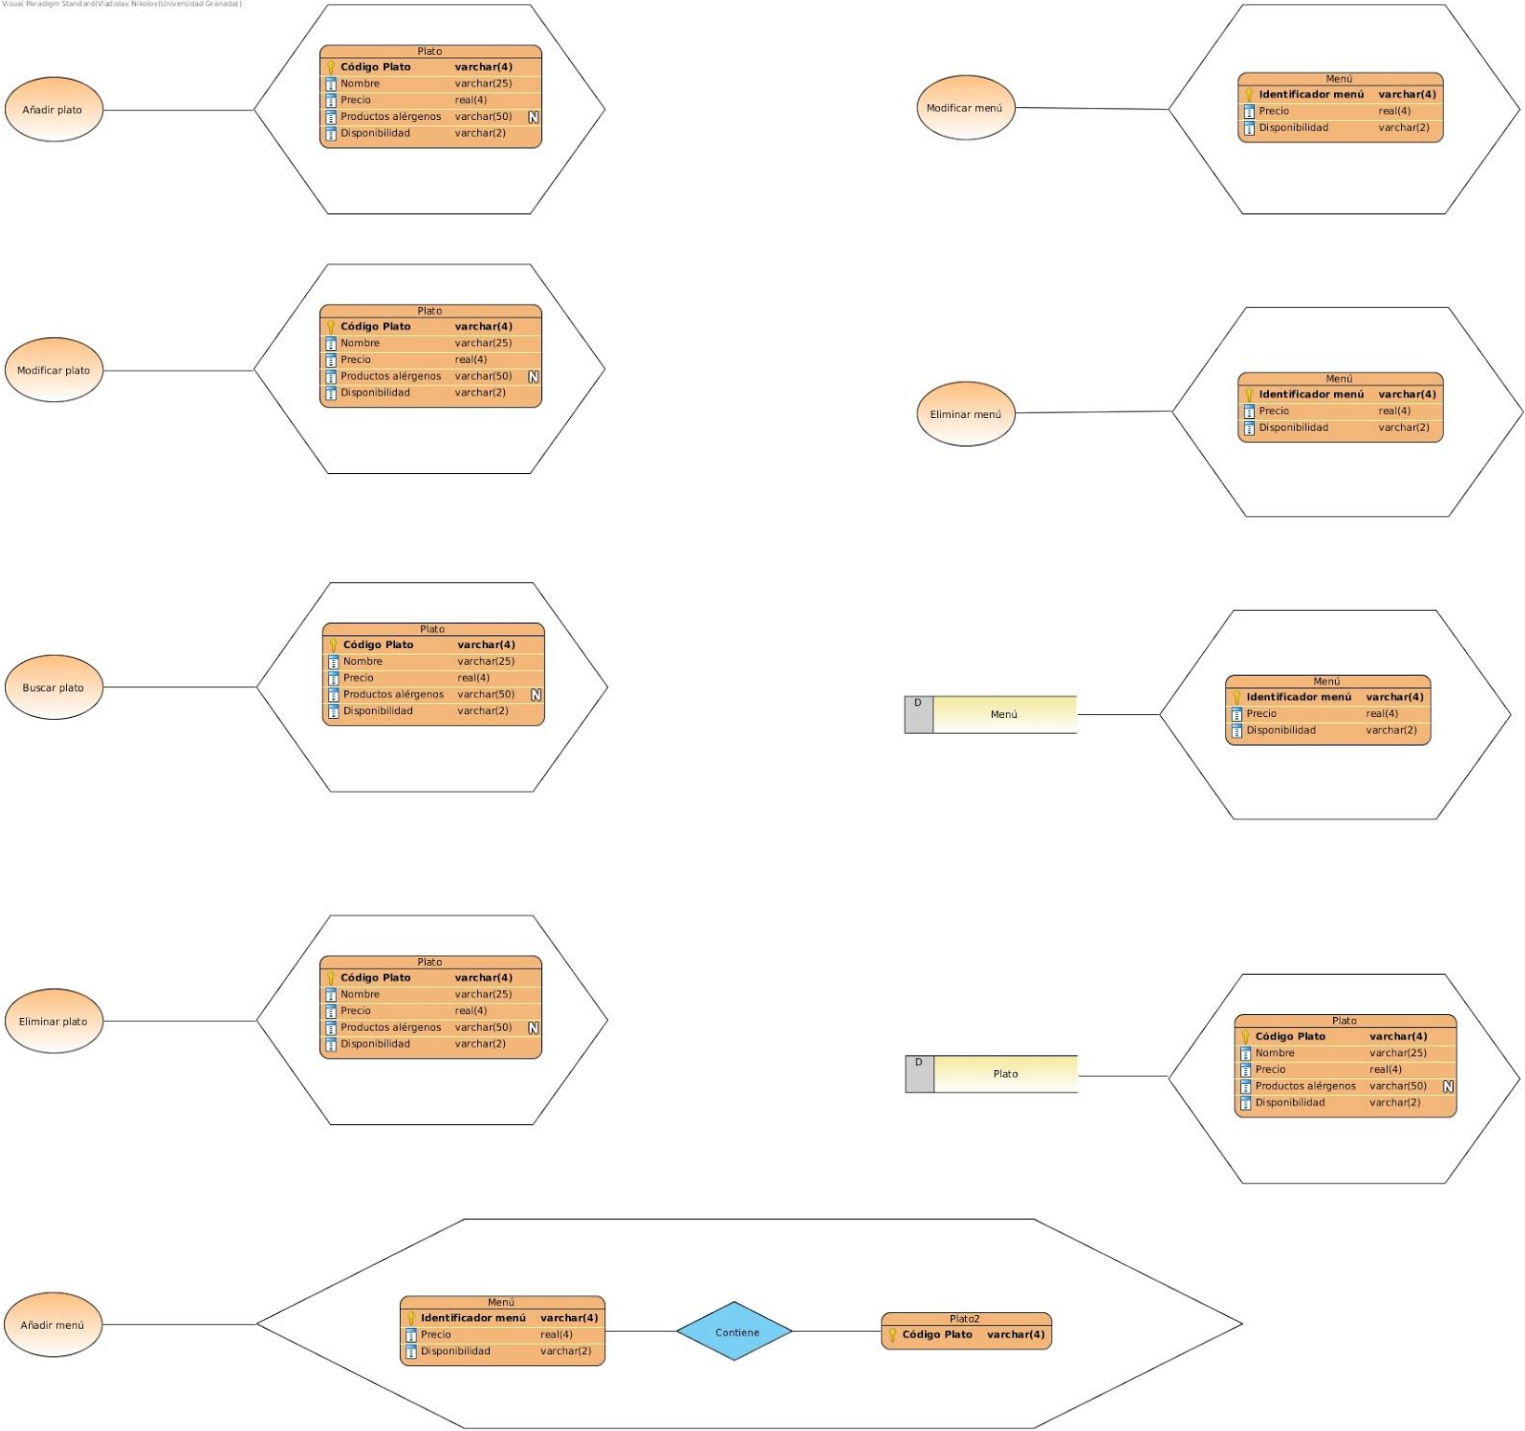 Visual Paradigm Standard(Vladislav Nikolov(Universidad Granada))
Añadir plato
Plato
Código Plato varchar(4)
Nombre varchar(25)
Precio real(4)
Productos alérgenos varchar(50) N
Disponibilidad varchar(2)
Modificar menú
Menú
Identificador menú varchar(4)
Precio real(4)
Disponibilidad varchar(2)
Modificar plato
Plato
Código Plato varchar(4)
Nombre varchar(25)
Precio real(4)
Productos alérgenos varchar(50) N
Disponibilidad varchar(2)
Eliminar menú
Menú
Identificador menú varchar(4)
Precio real(4)
Disponibilidad varchar(2)
Buscar plato
Plato
Código Plato varchar(4)
Nombre varchar(25)
Precio real(4)
Productos alérgenos varchar(50) N
Disponibilidad varchar(2)
D
Menú
Menú
Identificador menú varchar(4)
Precio real(4)
Disponibilidad varchar(2)
Eliminar plato
Plato
Código Plato varchar(4)
Nombre varchar(25)
Precio real(4)
Productos alérgenos varchar(50) N
Disponibilidad varchar(2)
D
Plato
Plato
Código Plato varchar(4)
Nombre varchar(25)
Precio real(4)
Productos alérgenos varchar(50) N
Disponibilidad varchar(2)
Añadir menú
Menú
Identificador menú varchar(4)
Precio real(4)
Disponibilidad varchar(2)
Contiene
Plato2
Código Plato varchar(4)